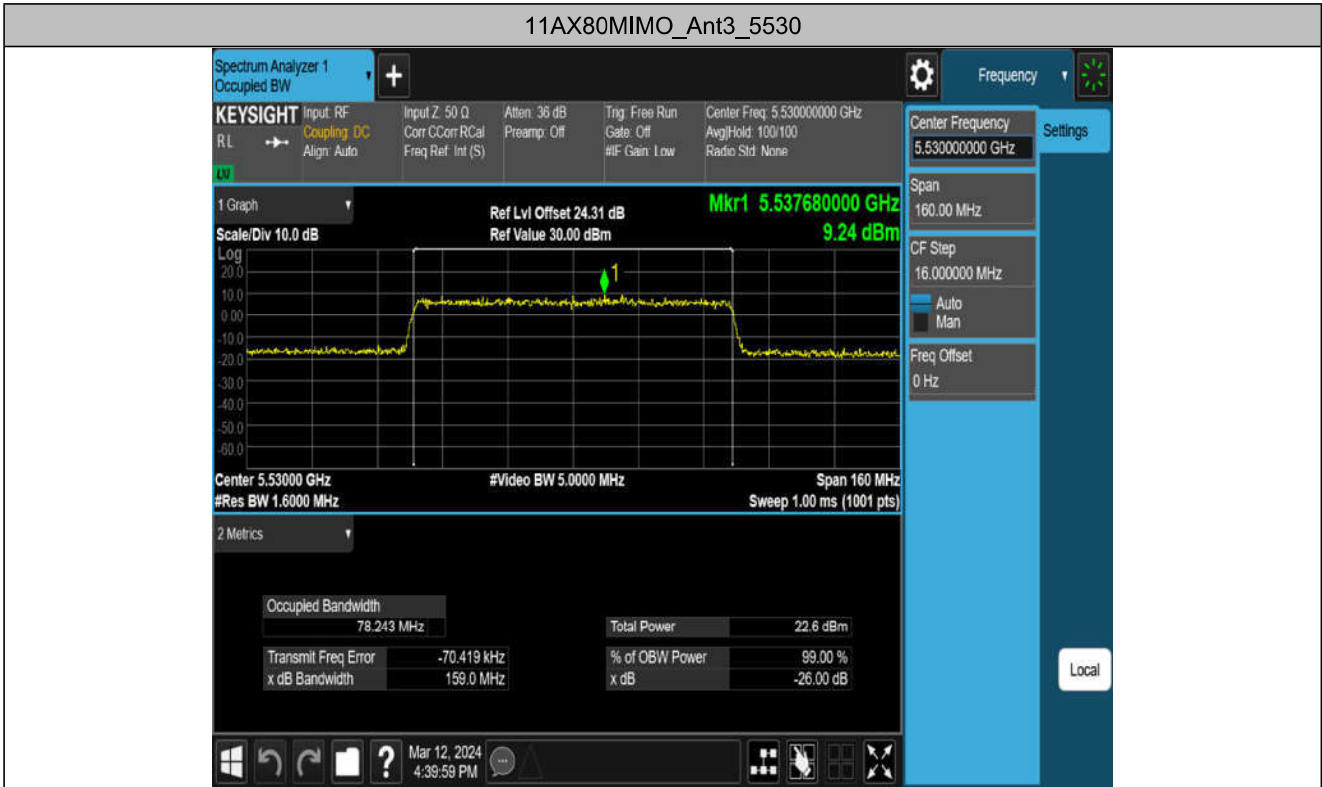 11AX80MIMO_Ant3_5530
Spectrum Analyzer 1
Occupied BW
Frequency
KEYSIGHT
R L
LXI
Input: RF
Coupling: DC
Align: Auto
Input Z: 50 Ω
Corr CCorr RCal
Freq Ref: Int (S)
Atten: 36 dB
Preamp: Off
Trig: Free Run
Gate: Off
#IF Gain: Low
Center Freq: 5.530000000 GHz
Avg|Hold: 100/100
Radio Std: None
Center Frequency
5.530000000 GHz
Settings
Span
160.00 MHz
CF Step
16.000000 MHz
Auto
Man
Freq Offset
0 Hz
Local
1 Graph
Scale/Div 10.0 dB
Ref Lvl Offset 24.31 dB
Ref Value 30.00 dBm
Mkr1 5.537680000 GHz
9.24 dBm
Log
20.0
10.0
0.00
-10.0
-20.0
-30.0
-40.0
-50.0
-60.0
1
Center 5.53000 GHz
#Res BW 1.6000 MHz
#Video BW 5.0000 MHz
Span 160 MHz
Sweep 1.00 ms (1001 pts)
2 Metrics
Occupied Bandwidth
78.243 MHz
Total Power 22.6 dBm
Transmit Freq Error -70.419 kHz
% of OBW Power 99.00 %
x dB Bandwidth 159.0 MHz
x dB -26.00 dB
Mar 12, 2024
4:39:59 PM